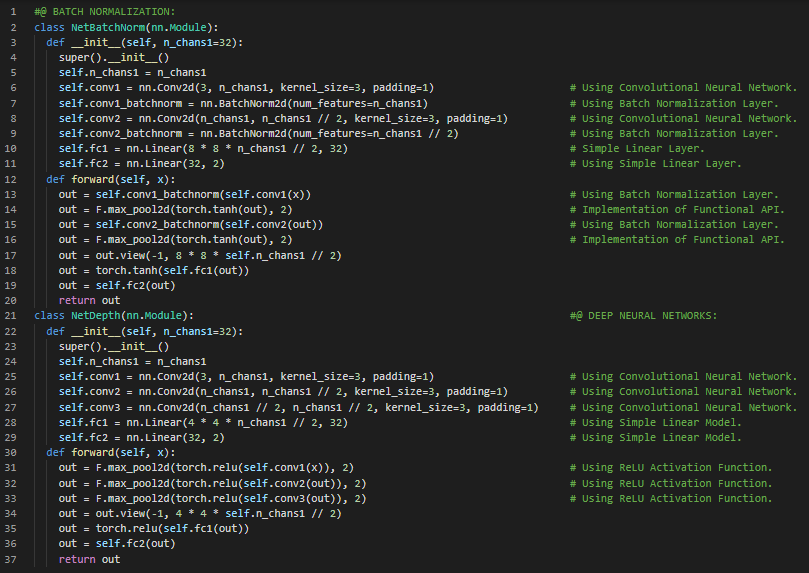 1 #@ BATCH NORMALIZATION:
2 class NetBatchNorm(nn.Module):
3   def __init__(self, n_chans1=32):
4     super().__init__()
5     self.n_chans1 = n_chans1
6     self.conv1 = nn.Conv2d(3, n_chans1, kernel_size=3, padding=1) # Using Convolutional Neural Network.
7     self.conv1_batchnorm = nn.BatchNorm2d(num_features=n_chans1) # Using Batch Normalization Layer.
8     self.conv2 = nn.Conv2d(n_chans1, n_chans1 // 2, kernel_size=3, padding=1) # Using Convolutional Neural Network.
9     self.conv2_batchnorm = nn.BatchNorm2d(num_features=n_chans1 // 2) # Using Batch Normalization Layer.
10     self.fc1 = nn.Linear(8 * 8 * n_chans1 // 2, 32) # Simple Linear Layer.
11     self.fc2 = nn.Linear(32, 2) # Using Simple Linear Layer.
12   def forward(self, x):
13     out = self.conv1_batchnorm(self.conv1(x)) # Using Batch Normalization Layer.
14     out = F.max_pool2d(torch.tanh(out), 2) # Implementation of Functional API.
15     out = self.conv2_batchnorm(self.conv2(out)) # Using Batch Normalization Layer.
16     out = F.max_pool2d(torch.tanh(out), 2) # Implementation of Functional API.
17     out = out.view(-1, 8 * 8 * self.n_chans1 // 2)
18     out = torch.tanh(self.fc1(out))
19     out = self.fc2(out)
20     return out
21 class NetDepth(nn.Module): #@ DEEP NEURAL NETWORKS:
22   def __init__(self, n_chans1=32):
23     super().__init__()
24     self.n_chans1 = n_chans1
25     self.conv1 = nn.Conv2d(3, n_chans1, kernel_size=3, padding=1) # Using Convolutional Neural Network.
26     self.conv2 = nn.Conv2d(n_chans1, n_chans1 // 2, kernel_size=3, padding=1) # Using Convolutional Neural Network.
27     self.conv3 = nn.Conv2d(n_chans1 // 2, n_chans1 // 2, kernel_size=3, padding=1) # Using Convolutional Neural Network.
28     self.fc1 = nn.Linear(4 * 4 * n_chans1 // 2, 32) # Using Simple Linear Model.
29     self.fc2 = nn.Linear(32, 2) # Using Simple Linear Model.
30   def forward(self, x):
31     out = F.max_pool2d(torch.relu(self.conv1(x)), 2) # Using ReLU Activation Function.
32     out = F.max_pool2d(torch.relu(self.conv2(out)), 2) # Using ReLU Activation Function.
33     out = F.max_pool2d(torch.relu(self.conv3(out)), 2) # Using ReLU Activation Function.
34     out = out.view(-1, 4 * 4 * self.n_chans1 // 2)
35     out = torch.relu(self.fc1(out))
36     out = self.fc2(out)
37     return out